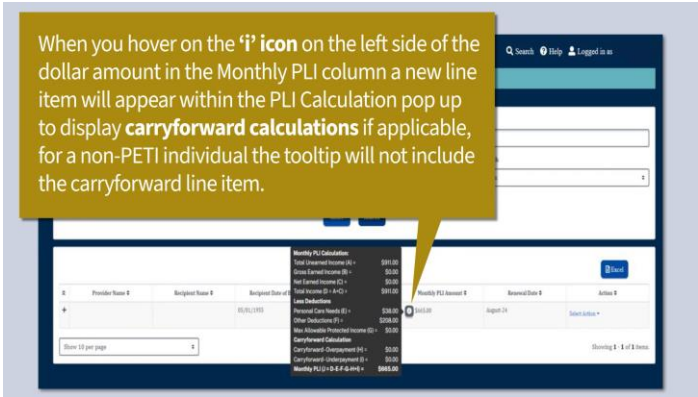 When you hover on the ‘i’ icon on the left side of the
dollar amount in the Monthly PLI column a new line
item will appear within the PLI Calculation pop up
to display carryforward calculations if applicable,
for a non-PETI individual the tooltip will not include
the carryforward line item.
Search Help Logged in as
Excel
Provider Name Recipient Name Recipient Date of B Monthly PLI Amount Renewal Date Action
+ 01/01/1951 $665.00 August 24 Select Action
Monthly PLI Calculation:
Total Unearned Income (A) = $911.00
Gross Earned Income (B) = $0.00
Net Earned Income (C) = $0.00
Total Income (D = A+C) = $911.00
Less Deductions
Personal Care Needs (E) = $38.00
Other Deductions (F) = $208.00
Max Allowable Protected Income (G) = $0.00
Carryforward Calculation
Carryforward-Overpayment (H) = $0.00
Carryforward-Underpayment (I) = $0.00
Monthly PLI (J = D-E-F-G-H+I) = $665.00
Show 10 per page
Showing 1 - 1 of 1 items